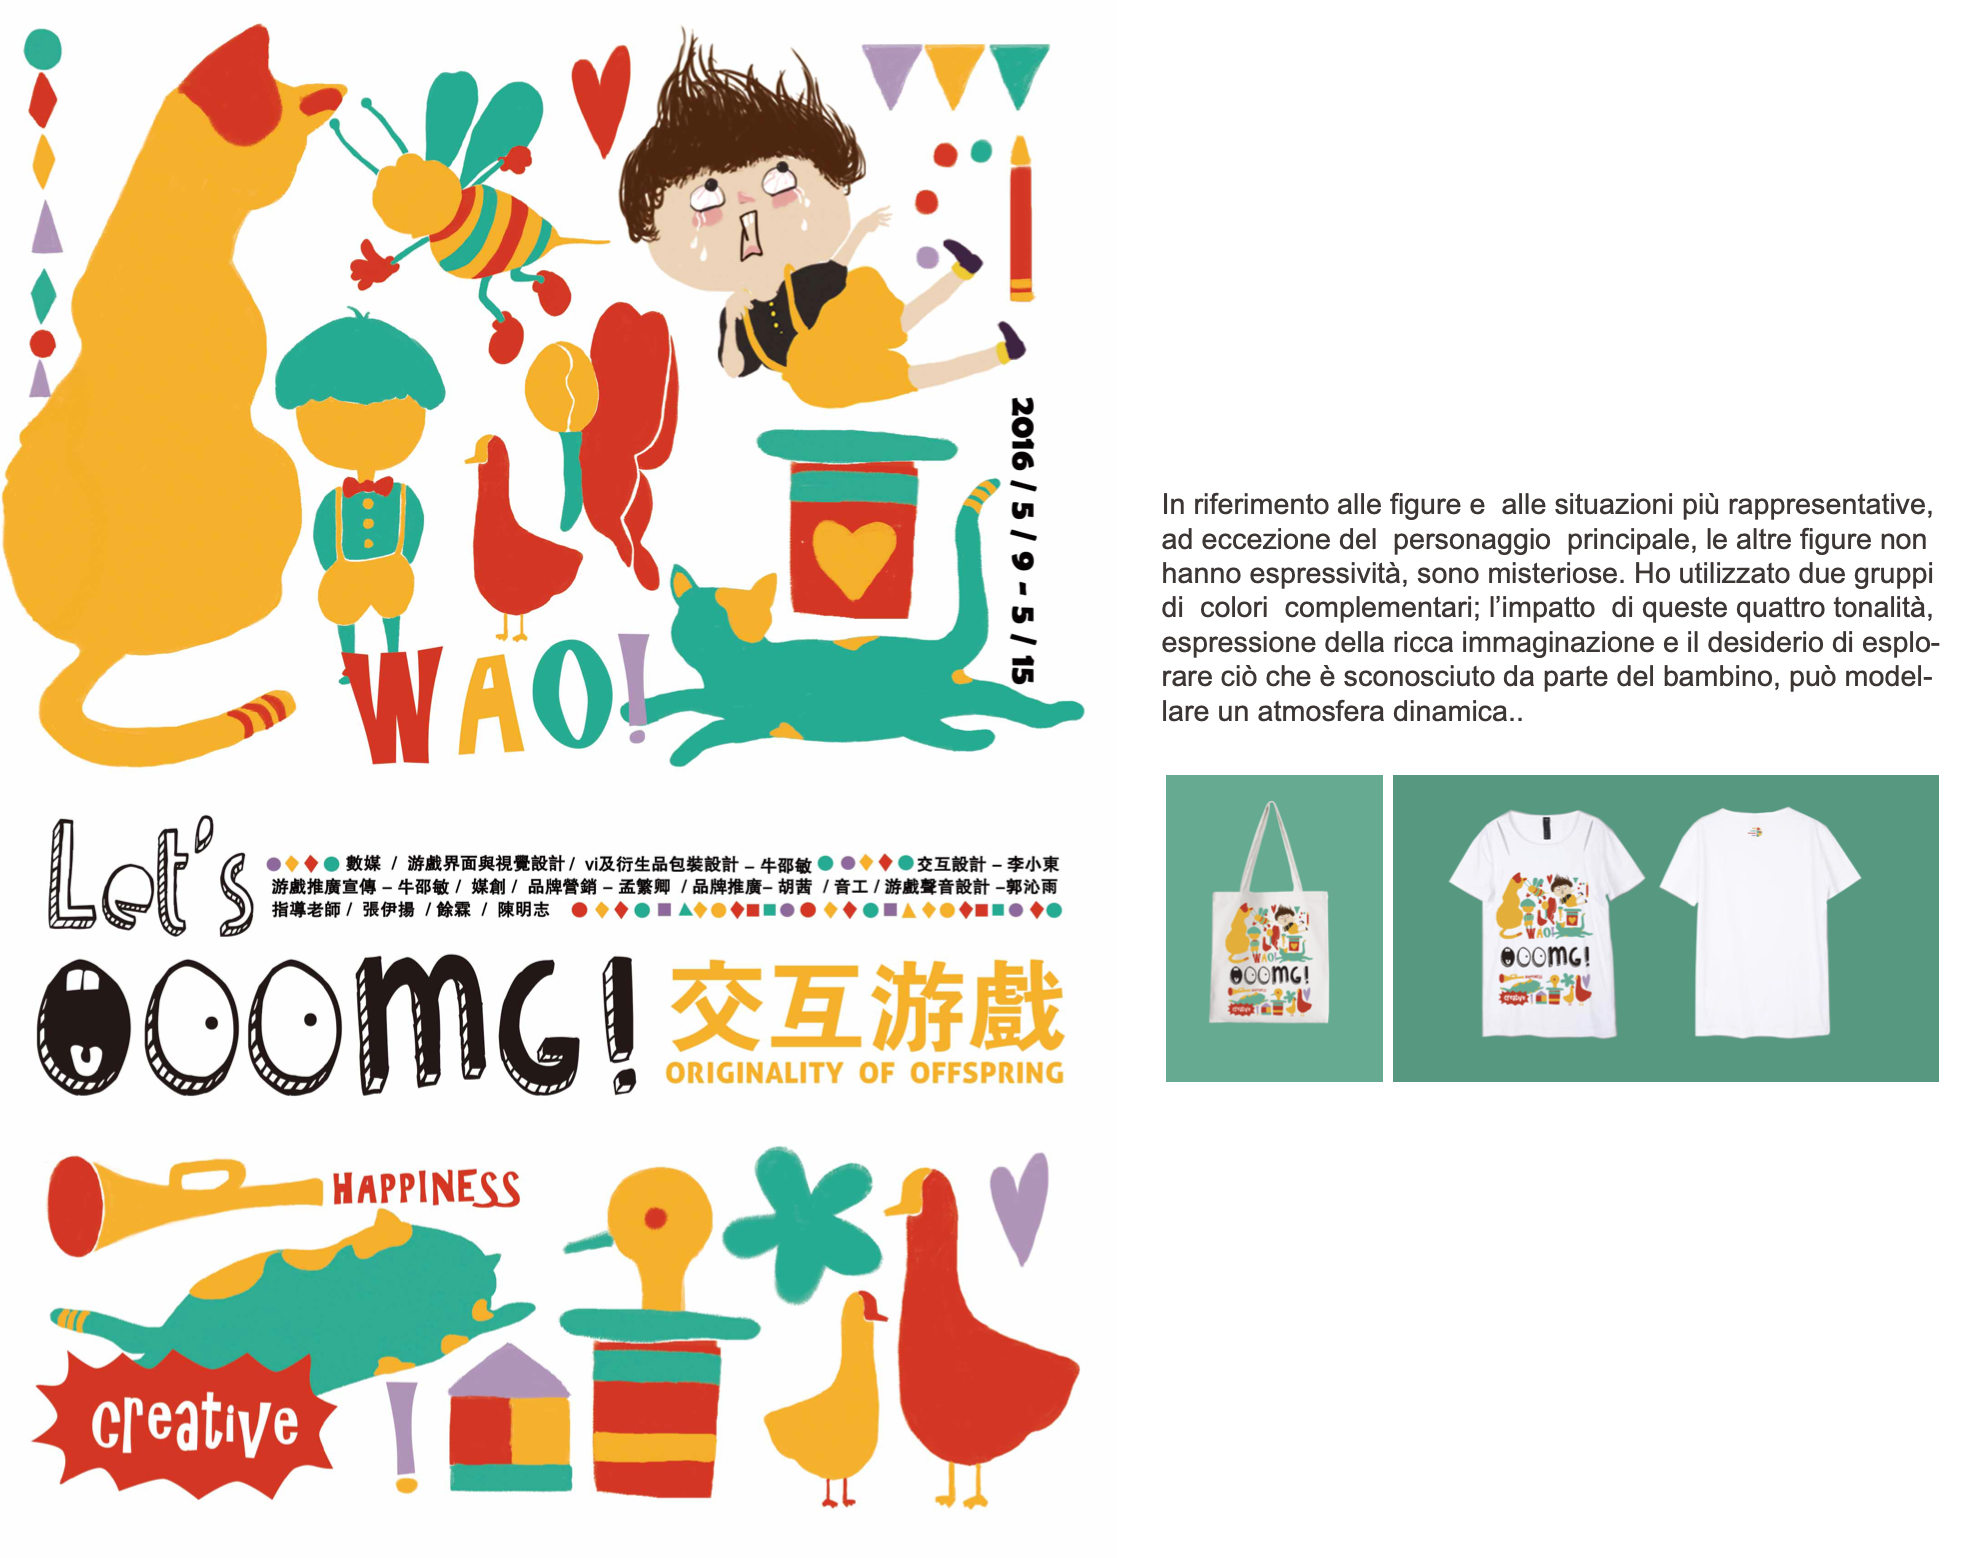 2016 / 5 / 9 - 5 / 15
WAO!
Let's
數媒 / 游戲界面與視覺設計 / vi及衍生品包裝設計 – 牛邵敏 交互設計 – 李小東
游戲推廣宣傳 – 牛邵敏 / 媒創 / 品牌營銷 – 孟繁卿 / 品牌推廣 – 胡茜 / 音工 / 游戲聲音設計 – 郭沁雨
指導老師 / 張伊揚 / 餘霖 / 陳明志
OOOMG!
交互游戲
ORIGINALITY OF OFFSPRING
HAPPINESS
creative
In riferimento alle figure e alle situazioni più rappresentative,
ad eccezione del personaggio principale, le altre figure non
hanno espressività, sono misteriose. Ho utilizzato due gruppi
di colori complementari; l’impatto di queste quattro tonalità,
espressione della ricca immaginazione e il desiderio di esplo-
rare ciò che è sconosciuto da parte del bambino, può model-
lare un atmosfera dinamica..
WAO!
OOOMG!
creative
WAO!
OOOMG!
creative